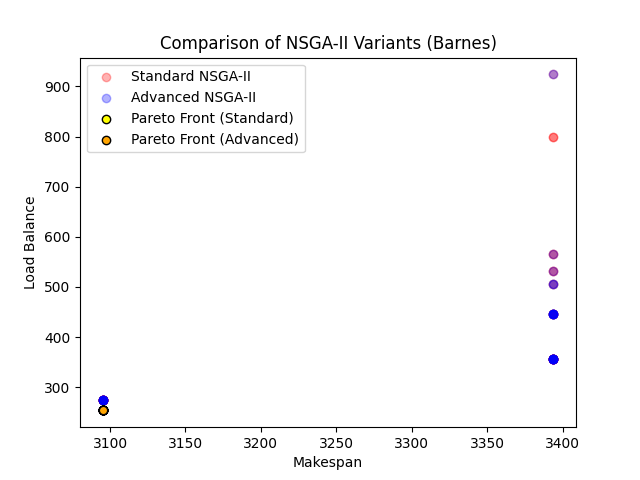 Comparison of NSGA-II Variants (Barnes)
Standard NSGA-II
Advanced NSGA-II
Pareto Front (Standard)
Pareto Front (Advanced)
Load Balance
900
800
700
600
500
400
300
3100 3150 3200 3250 3300 3350 3400
Makespan